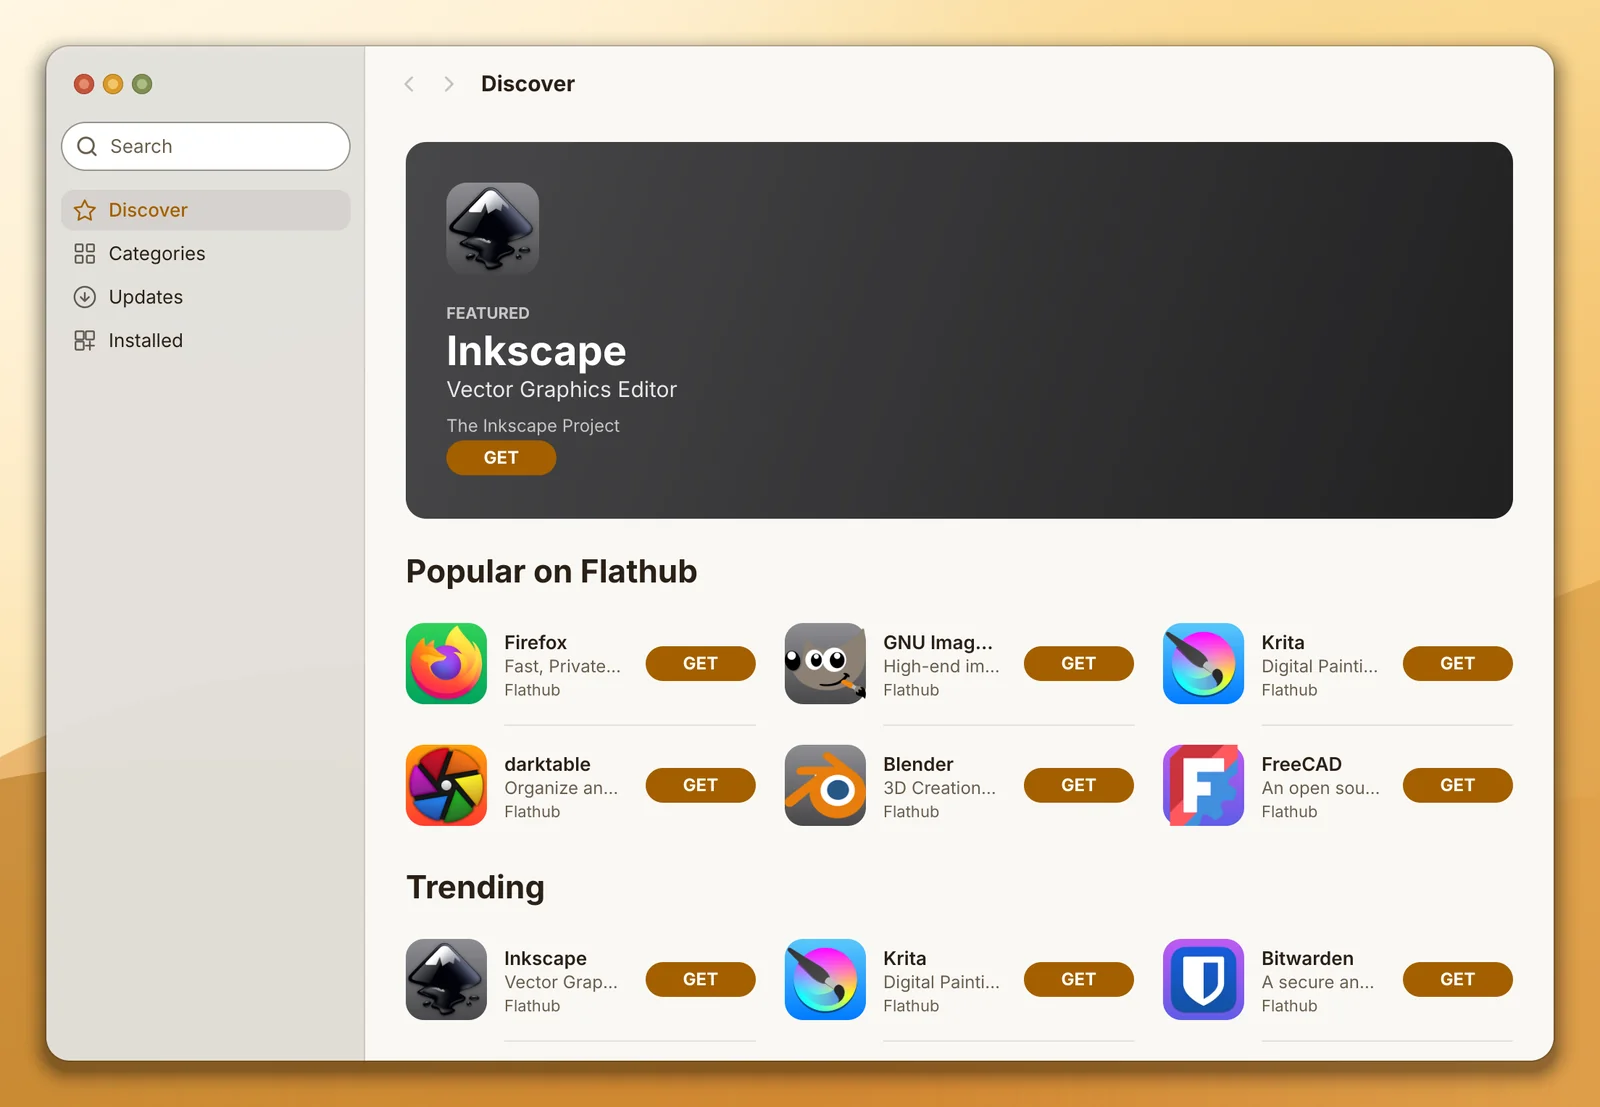 Discover
Search
Discover
Categories
Updates
Installed
FEATURED
Inkscape
Vector Graphics Editor
The Inkscape Project
GET
Popular on Flathub
Firefox
Fast, Private...
Flathub
GET
GNU Imag...
High-end im...
Flathub
GET
Krita
Digital Painti...
Flathub
GET
darktable
Organize an...
Flathub
GET
Blender
3D Creation...
Flathub
GET
FreeCAD
An open sou...
Flathub
GET
Trending
Inkscape
Vector Grap...
Flathub
GET
Krita
Digital Painti...
Flathub
GET
Bitwarden
A secure an...
Flathub
GET